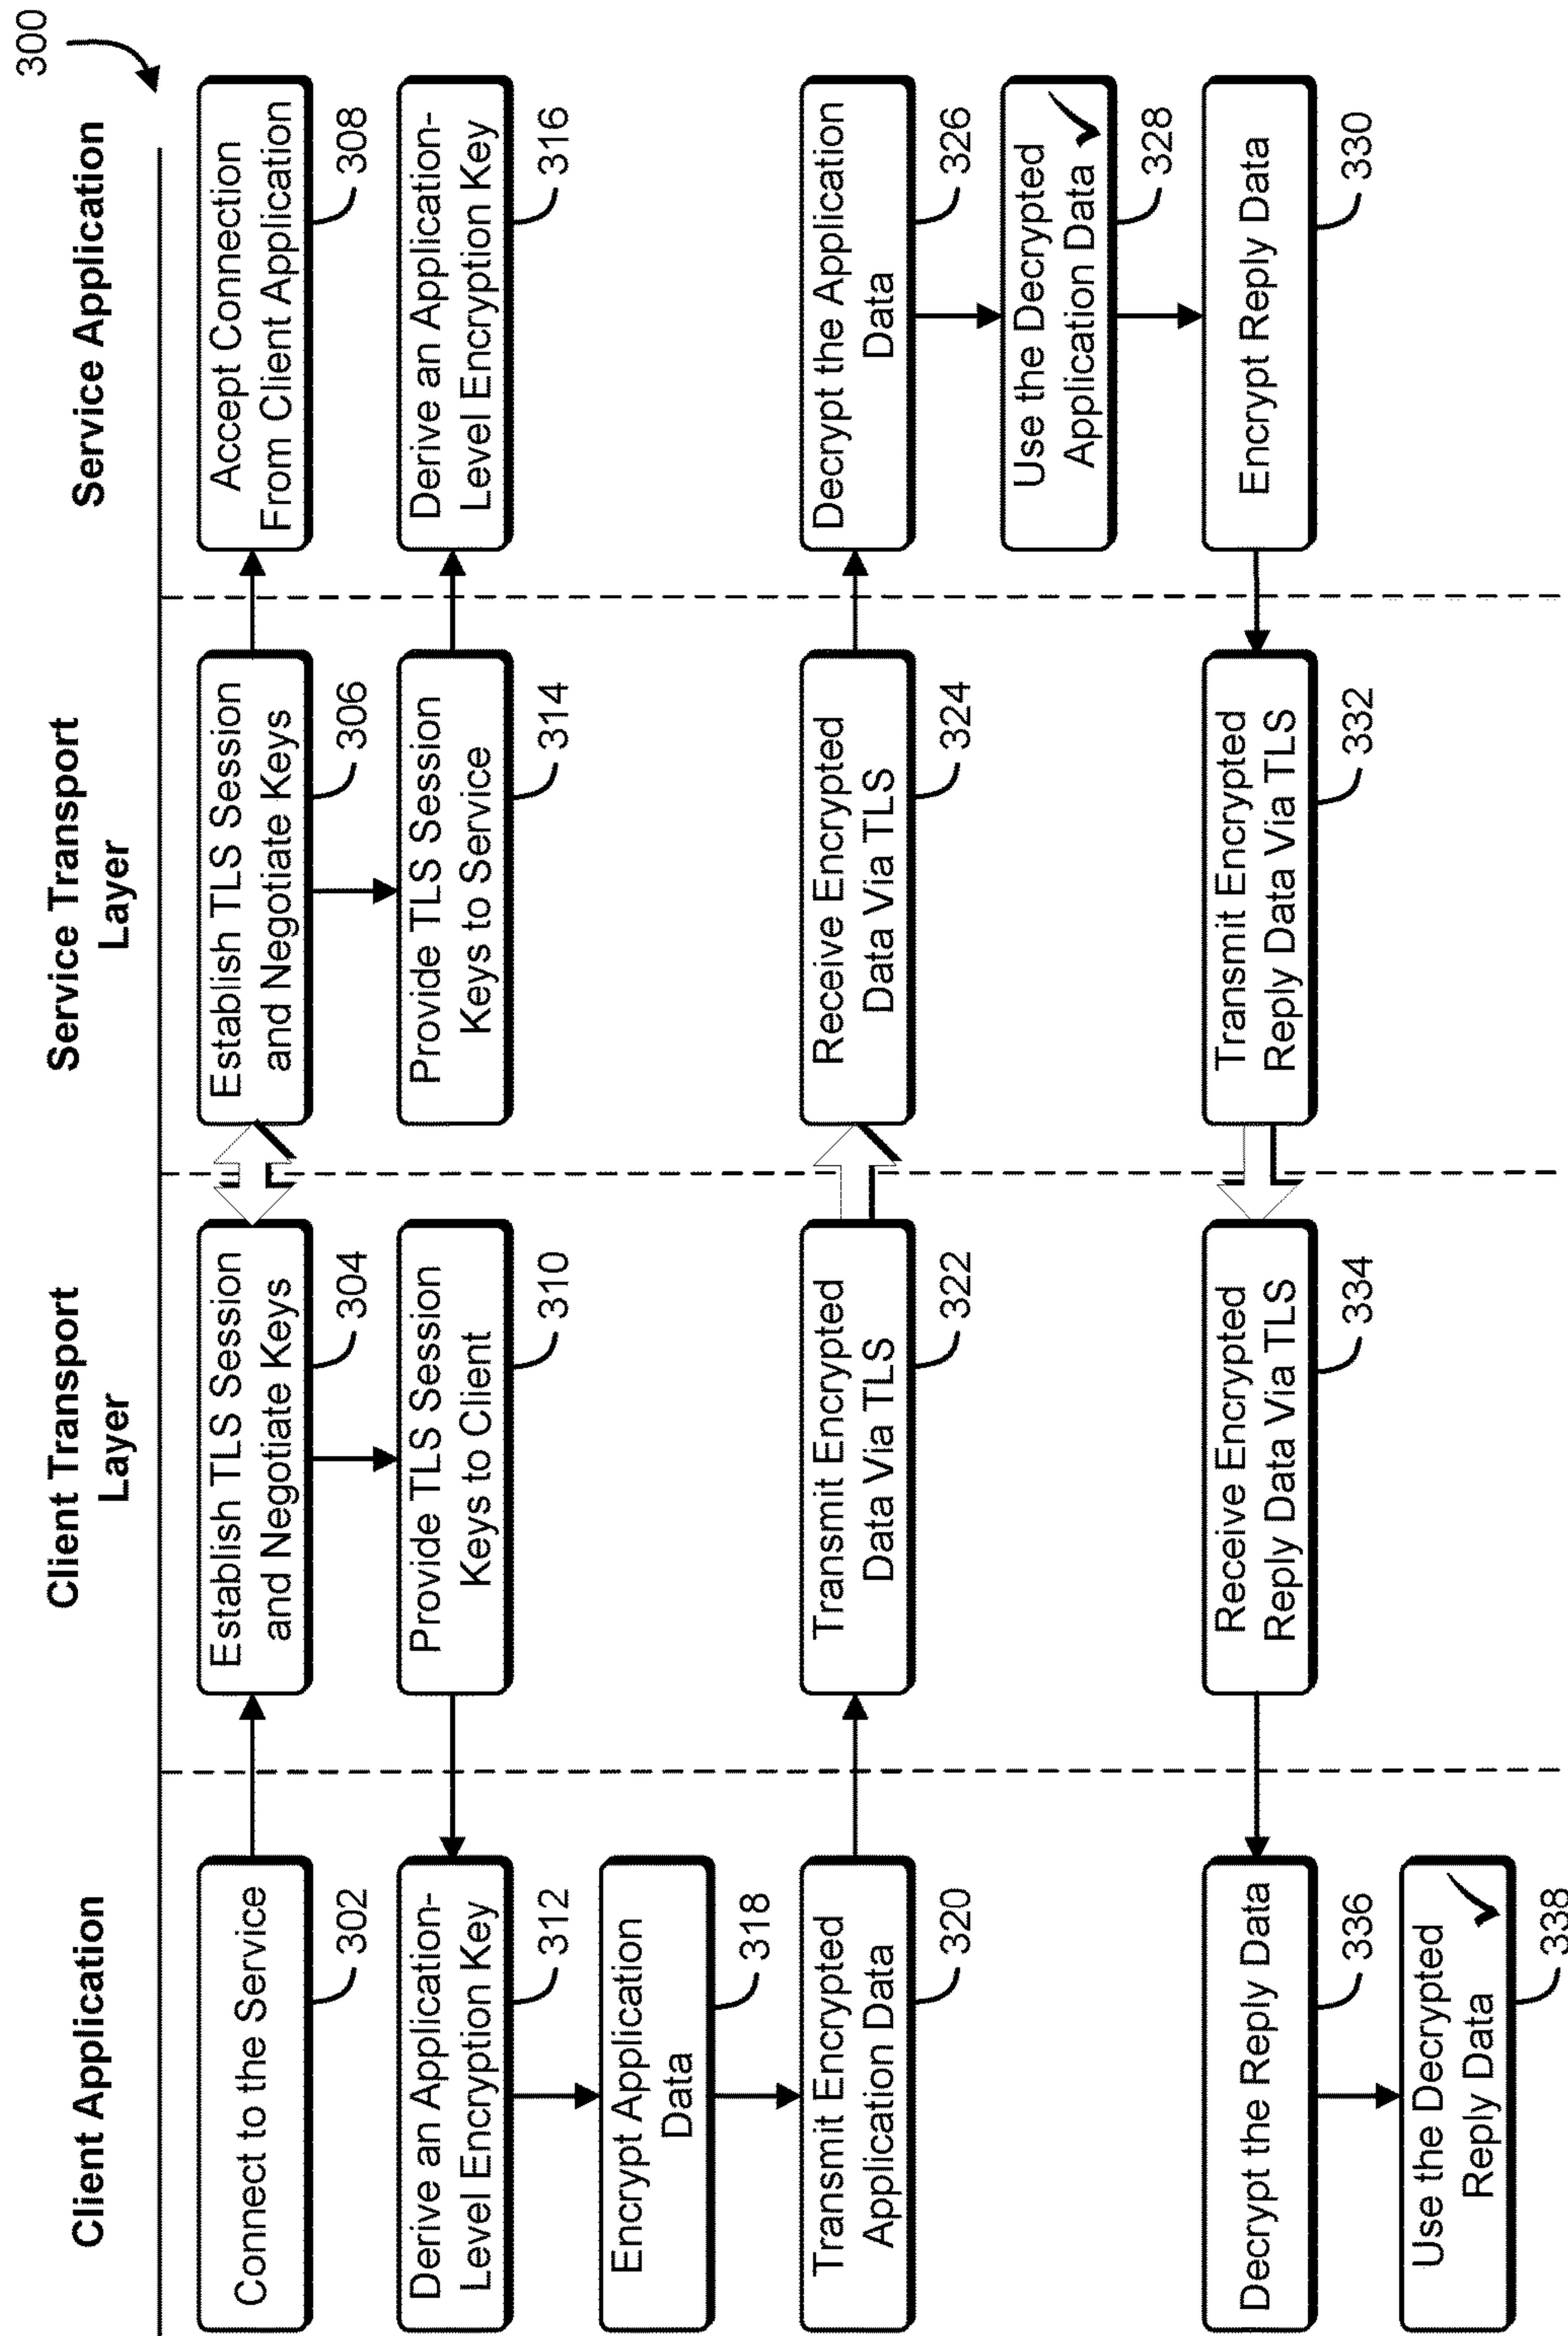 300
Client Application
Client Transport
Layer
Service Transport
Layer
Service Application
Connect to the Service
302
Establish TLS Session
and Negotiate Keys
304
Establish TLS Session
and Negotiate Keys
306
Accept Connection
From Client Application
308
Derive an Application-
Level Encryption Key
312
Provide TLS Session
Keys to Client
310
Provide TLS Session
Keys to Service
314
Derive an Application-
Level Encryption Key
316
Encrypt Application
Data
318
Transmit Encrypted
Application Data
320
Transmit Encrypted
Data Via TLS
322
Receive Encrypted
Data Via TLS
324
Decrypt the Application
Data
326
Use the Decrypted
Application Data
328
Decrypt the Reply Data
336
Receive Encrypted
Reply Data Via TLS
334
Transmit Encrypted
Reply Data Via TLS
332
Encrypt Reply Data
330
Use the Decrypted
Reply Data
338